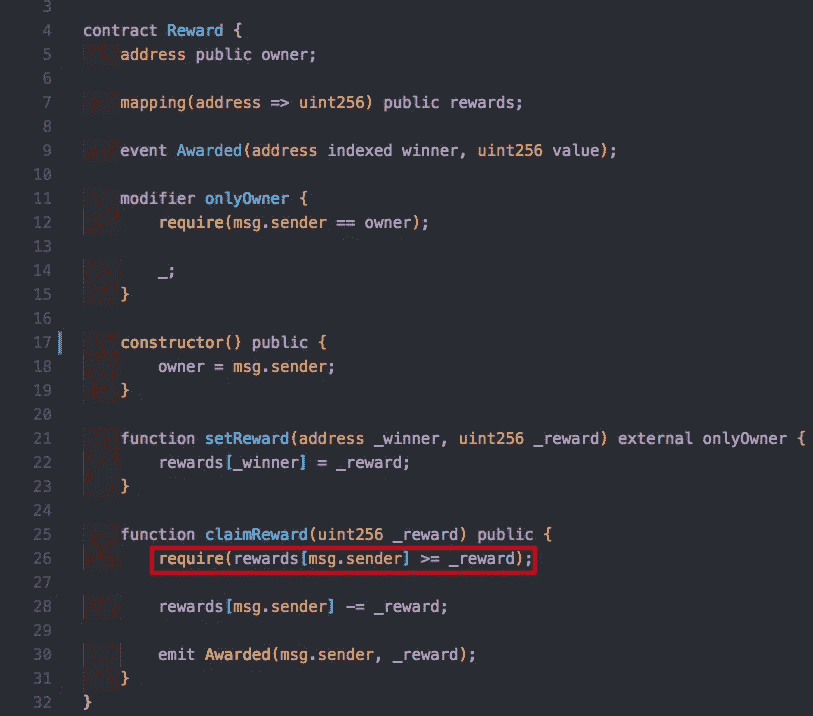 3
4 contract Reward {
5     address public owner;
6
7     mapping(address => uint256) public rewards;
8
9     event Awarded(address indexed winner, uint256 value);
10
11     modifier onlyOwner {
12         require(msg.sender == owner);
13
14         _;
15     }
16
17     constructor() public {
18         owner = msg.sender;
19     }
20
21     function setReward(address _winner, uint256 _reward) external onlyOwner {
22         rewards[_winner] = _reward;
23     }
24
25     function claimReward(uint256 _reward) public {
26         require(rewards[msg.sender] >= _reward);
27
28         rewards[msg.sender] -= _reward;
29
30         emit Awarded(msg.sender, _reward);
31     }
32 }